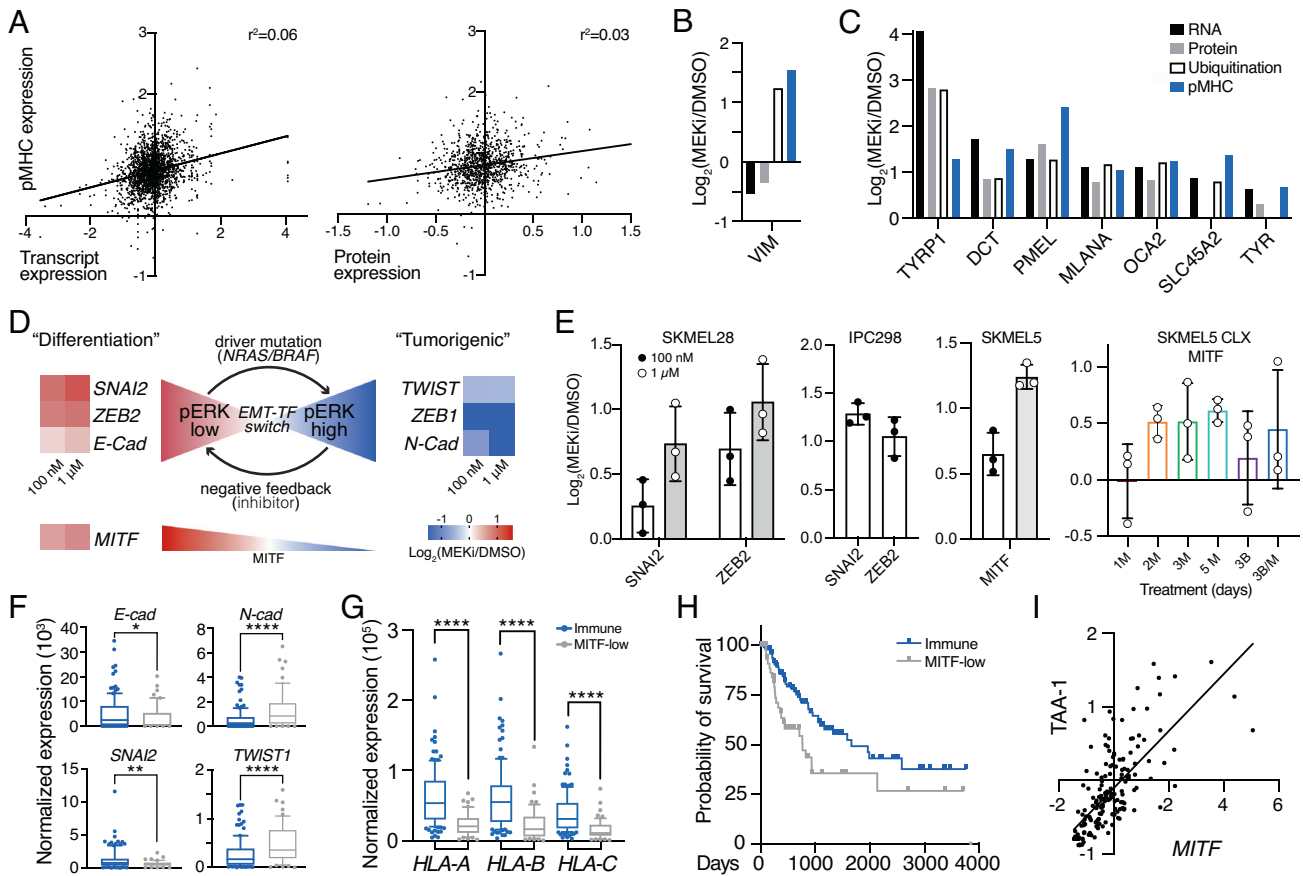 A
r²=0.06
pMHC expression
3
2
1
-1
-4
-2
0
2
4
Transcript
expression
r²=0.03
3
2
1
-1
-1.5
-1.0
-0.5
0
0.5
1.0
1.5
Protein
expression
B
Log₂(MEKi/DMSO)
2
1
0
-1
VIM
C
Log₂(MEKi/DMSO)
4
3
2
1
0
RNA
Protein
Ubiquitination
pMHC
TYRP1
DCT
PMEL
MLANA
OCA2
SLC45A2
TYR
D
"Differentiation"
SNAI2
ZEB2
E-Cad
100 nM
1 µM
MITF
driver mutation
(NRAS/BRAF)
pERK
low
EMT-TF
switch
pERK
high
negative feedback
(inhibitor)
MITF
"Tumorigenic"
TWIST
ZEB1
N-Cad
100 nM
1 µM
-1 0 1
Log₂(MEKi/DMSO)
E
SKMEL28
100 nM
1 µM
Log₂(MEKi/DMSO)
1.5
1.0
0.5
0.0
SNAI2
ZEB2
IPC298
2.0
1.5
1.0
0.5
0.0
SNAI2
ZEB2
SKMEL5
1.5
1.0
0.5
0.0
MITF
SKMEL5 CLX
MITF
1.0
0.5
0.0
-0.5
1M
2M
3M
5 M
3B
3B/M
Treatment (days)
F
Normalized expression (10³)
E-cad
*
40
30
20
10
0
N-cad
****
8
6
4
2
0
SNAI2
**
15
10
5
0
TWIST1
****
2
1
0
G
Normalized expression (10⁵)
3
2
1
0
****
****
****
Immune
MITF-low
HLA-A
HLA-B
HLA-C
H
Probability of survival
100
75
50
25
0
Immune
MITF-low
Days
0
1000
2000
3000
4000
I
TAA-1
2
1
-1
-2
2
4
6
MITF